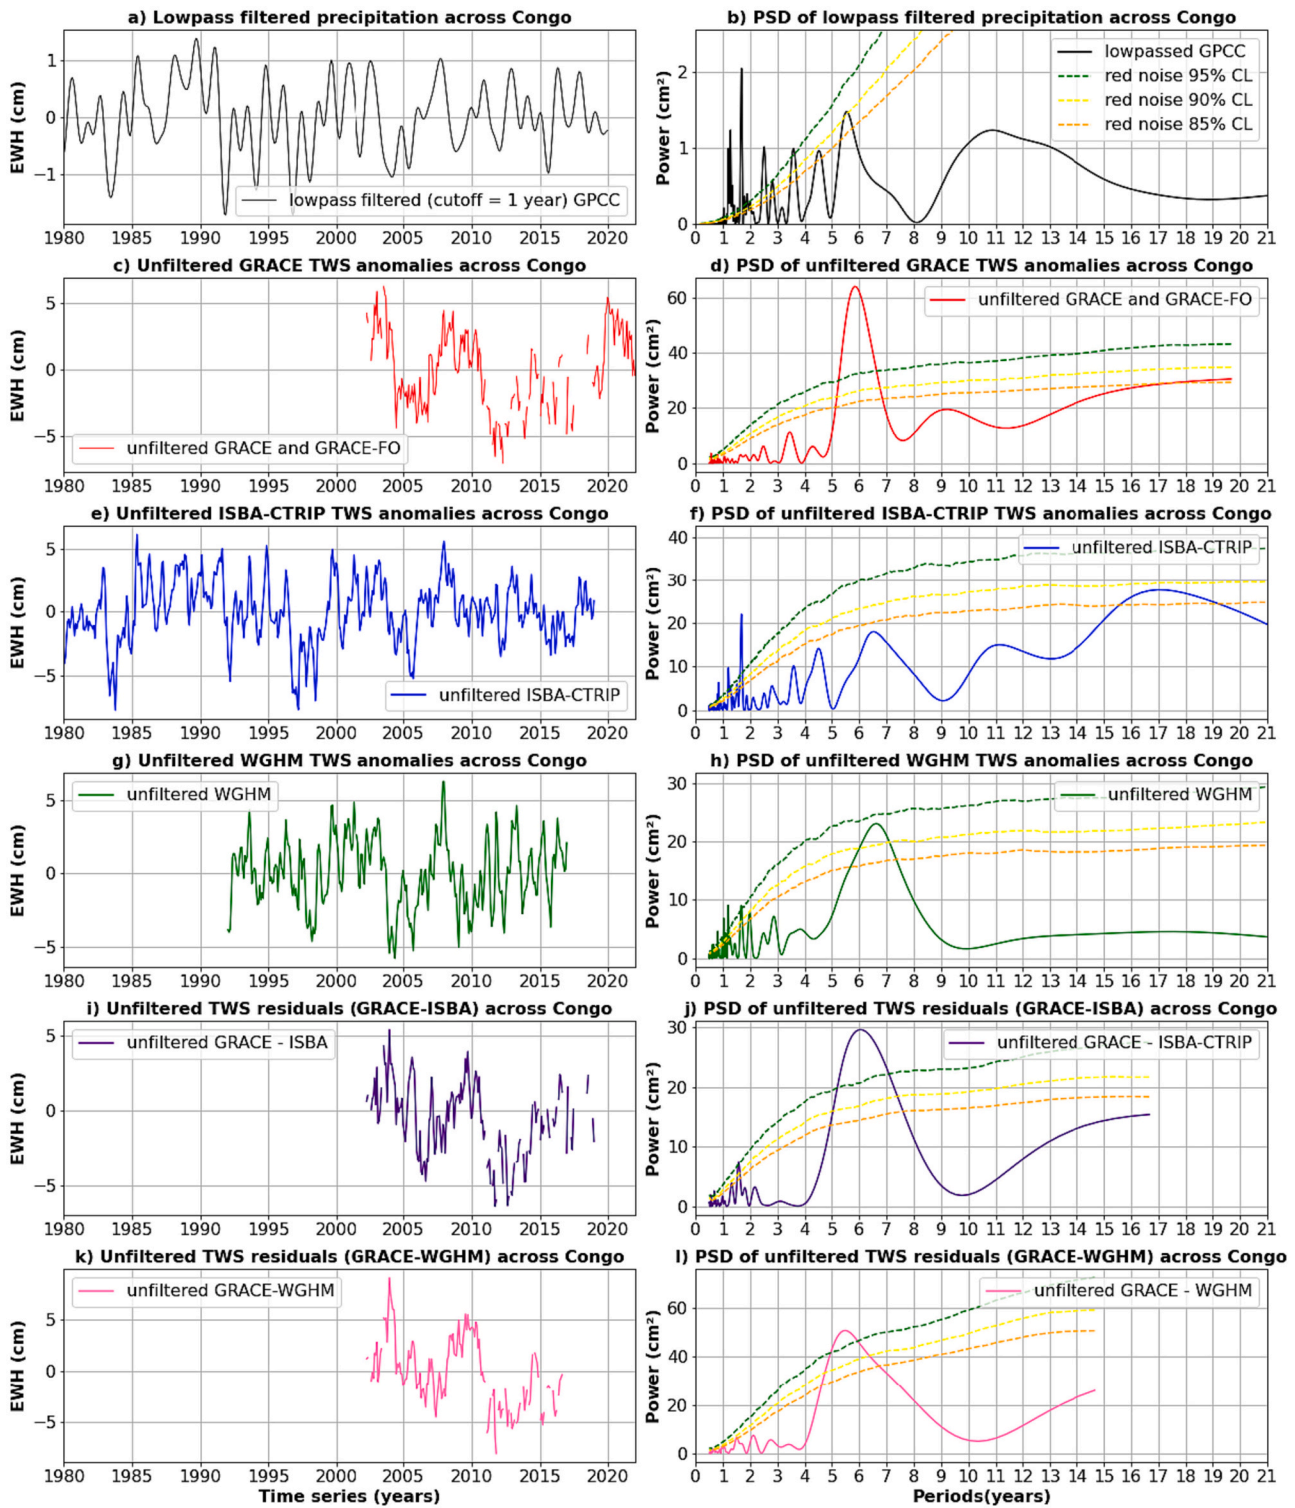 a) Lowpass filtered precipitation across Congo
EWH (cm)
1
0
−1
lowpass filtered (cutoff = 1 year) GPCC
1980 1985 1990 1995 2000 2005 2010 2015 2020
b) PSD of lowpass filtered precipitation across Congo
Power (cm²)
2
1
0
lowpassed GPCC
red noise 95% CL
red noise 90% CL
red noise 85% CL
0 1 2 3 4 5 6 7 8 9 10 11 12 13 14 15 16 17 18 19 20 21
c) Unfiltered GRACE TWS anomalies across Congo
EWH (cm)
5
0
−5
unfiltered GRACE and GRACE-FO
1980 1985 1990 1995 2000 2005 2010 2015 2020
d) PSD of unfiltered GRACE TWS anomalies across Congo
Power (cm²)
60
40
20
0
unfiltered GRACE and GRACE-FO
0 1 2 3 4 5 6 7 8 9 10 11 12 13 14 15 16 17 18 19 20 21
e) Unfiltered ISBA-CTRIP TWS anomalies across Congo
EWH (cm)
5
0
−5
unfiltered ISBA-CTRIP
1980 1985 1990 1995 2000 2005 2010 2015 2020
f) PSD of unfiltered ISBA-CTRIP TWS anomalies across Congo
Power (cm²)
40
30
20
10
0
unfiltered ISBA-CTRIP
0 1 2 3 4 5 6 7 8 9 10 11 12 13 14 15 16 17 18 19 20 21
g) Unfiltered WGHM TWS anomalies across Congo
EWH (cm)
5
0
−5
unfiltered WGHM
1980 1985 1990 1995 2000 2005 2010 2015 2020
h) PSD of unfiltered WGHM TWS anomalies across Congo
Power (cm²)
30
20
10
0
unfiltered WGHM
0 1 2 3 4 5 6 7 8 9 10 11 12 13 14 15 16 17 18 19 20 21
i) Unfiltered TWS residuals (GRACE-ISBA) across Congo
EWH (cm)
5
0
−5
unfiltered GRACE - ISBA
1980 1985 1990 1995 2000 2005 2010 2015 2020
j) PSD of unfiltered TWS residuals (GRACE-ISBA) across Congo
Power (cm²)
30
20
10
0
unfiltered GRACE - ISBA-CTRIP
0 1 2 3 4 5 6 7 8 9 10 11 12 13 14 15 16 17 18 19 20 21
k) Unfiltered TWS residuals (GRACE-WGHM) across Congo
EWH (cm)
5
0
−5
unfiltered GRACE-WGHM
1980 1985 1990 1995 2000 2005 2010 2015 2020
Time series (years)
l) PSD of unfiltered TWS residuals (GRACE-WGHM) across Congo
Power (cm²)
60
40
20
0
unfiltered GRACE - WGHM
0 1 2 3 4 5 6 7 8 9 10 11 12 13 14 15 16 17 18 19 20 21
Periods(years)